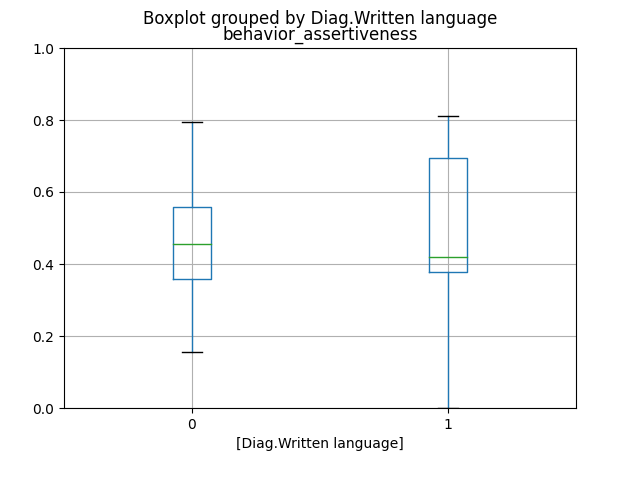 Boxplot grouped by Diag.Written language
behavior_assertiveness
1.0
0.8
0.6
0.4
0.2
0.0
0 1
[Diag.Written language]